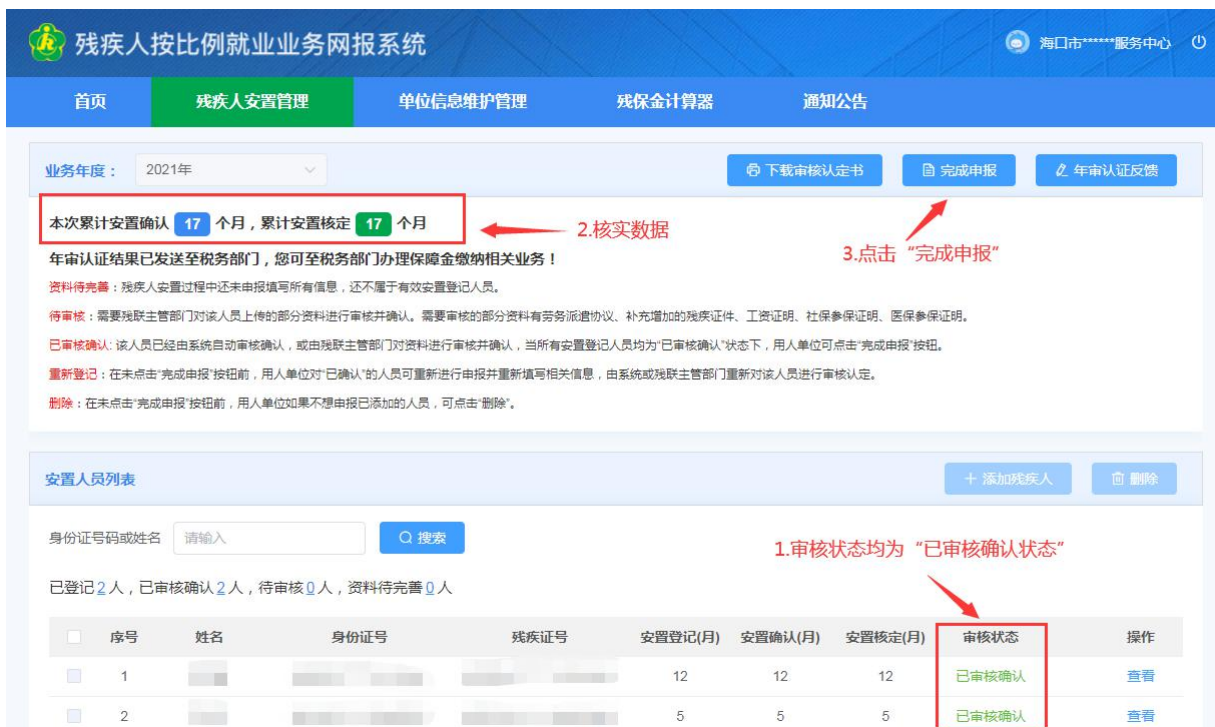 残疾人按比例就业业务网报系统
海口市******服务中心
首页 残疾人安置管理 单位信息维护管理 残保金计算器 通知公告
业务年度： 2021年 下载审核认定书 完成申报 年审认证反馈
本次累计安置确认 17 个月，累计安置核定 17 个月
2.核实数据
3.点击“完成申报”
年审认证结果已发送至税务部门，您可至税务部门办理保障金缴纳相关业务！
资料待完善：残疾人安置过程中还未申报填写所有信息，还不属于有效安置登记人员。
待审核：需要残联主管部门对该人员上传的部分资料进行审核并确认。需要审核的部分资料有劳务派遣协议、补充增加的残疾证件、工资证明、社保参保证明、医保参保证明。
已审核确认: 该人员已经由系统自动审核确认，或由残联主管部门对资料进行审核并确认，当所有安置登记人员均为“已审核确认”状态下，用人单位可点击“完成申报”按钮。
重新登记：在未点击“完成申报”按钮前，用人单位对“已确认”的人员可重新进行申报并重新填写相关信息，由系统或残联主管部门重新对该人员进行审核认定。
删除：在未点击“完成申报”按钮前，用人单位如果不想申报已添加的人员，可点击“删除”。
安置人员列表 + 添加残疾人 删除
身份证号码或姓名 请输入 搜索
1.审核状态均为“已审核确认状态”
已登记2人，已审核确认2人，待审核0人，资料待完善0人
序号 姓名 身份证号 残疾证号 安置登记(月) 安置确认(月) 安置核定(月) 审核状态 操作
1 12 12 12 已审核确认 查看
2 5 5 5 已审核确认 查看